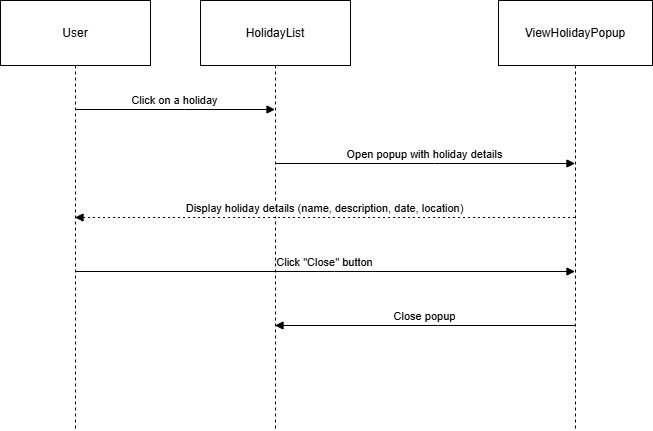 User
HolidayList
ViewHolidayPopup
Click on a holiday
Open popup with holiday details
Display holiday details (name, description, date, location)
Click "Close" button
Close popup